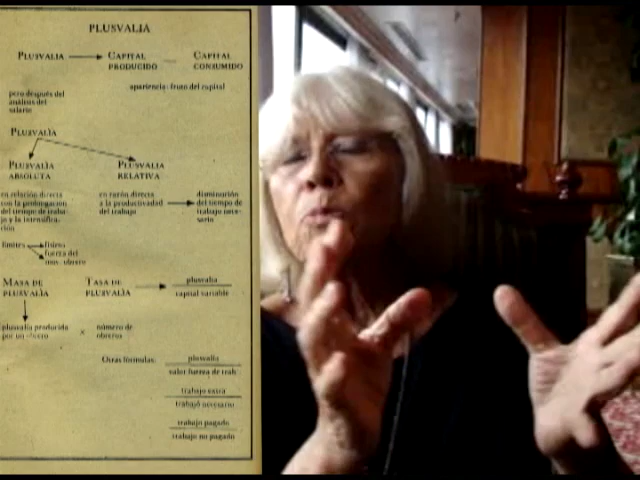 PLUSVALIA
PLUSVALIA CAPITAL PRODUCIDO — CAPITAL CONSUMIDO
pero después del
análisis del
salario
apariencia: fruto del capital
PLUSVALIA
PLUSVALIA
ABSOLUTA
PLUSVALIA
RELATIVA
en relación directa
con la prolongación
del tiempo de traba-
jo y la intensifica-
ción
en razón directa
a la productividad
del trabajo
disminución
del tiempo de
trabajo nece-
sario
límites
físico
fuerza del
mov. obrero
MASA DE
PLUSVALIA
TASA DE
PLUSVALIA
plusvalía
capital variable
plusvalía producida
por un obrero
×
número de
obreros
Otras fórmulas:
plusvalía
valor fuerza de trab.
trabajo extra
trabajo necesario
trabajo pagado
trabajo no pagado